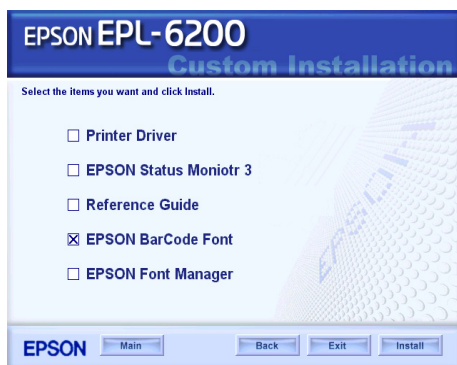 EPSON EPL-6200
Custom Installation
Select the items you want and click Install.
Printer Driver
EPSON Status Moniotr 3
Reference Guide
EPSON BarCode Font
EPSON Font Manager
EPSON
EPSON Main Back Exit Install